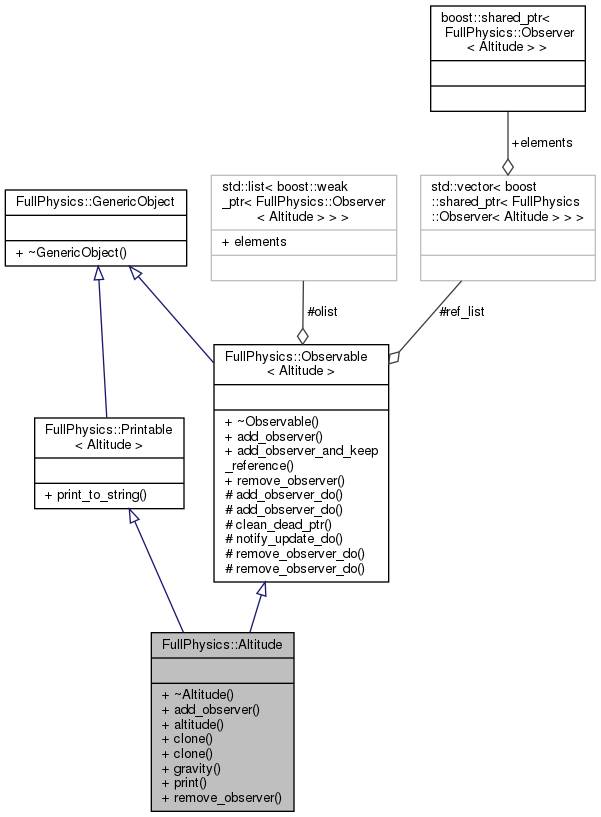 boost::shared_ptr<
FullPhysics::Observer
< Altitude > >
+elements
FullPhysics::GenericObject
+ ~GenericObject()
std::list< boost::weak
_ptr< FullPhysics::Observer
< Altitude > > >
+ elements
std::vector< boost
::shared_ptr< FullPhysics
::Observer< Altitude > > >
#olist
#ref_list
FullPhysics::Observable
< Altitude >
+ ~Observable()
+ add_observer()
+ add_observer_and_keep
_reference()
+ remove_observer()
# add_observer_do()
# add_observer_do()
# clean_dead_ptr()
# notify_update_do()
# remove_observer_do()
# remove_observer_do()
FullPhysics::Printable
< Altitude >
+ print_to_string()
FullPhysics::Altitude
+ ~Altitude()
+ add_observer()
+ altitude()
+ clone()
+ clone()
+ gravity()
+ print()
+ remove_observer()